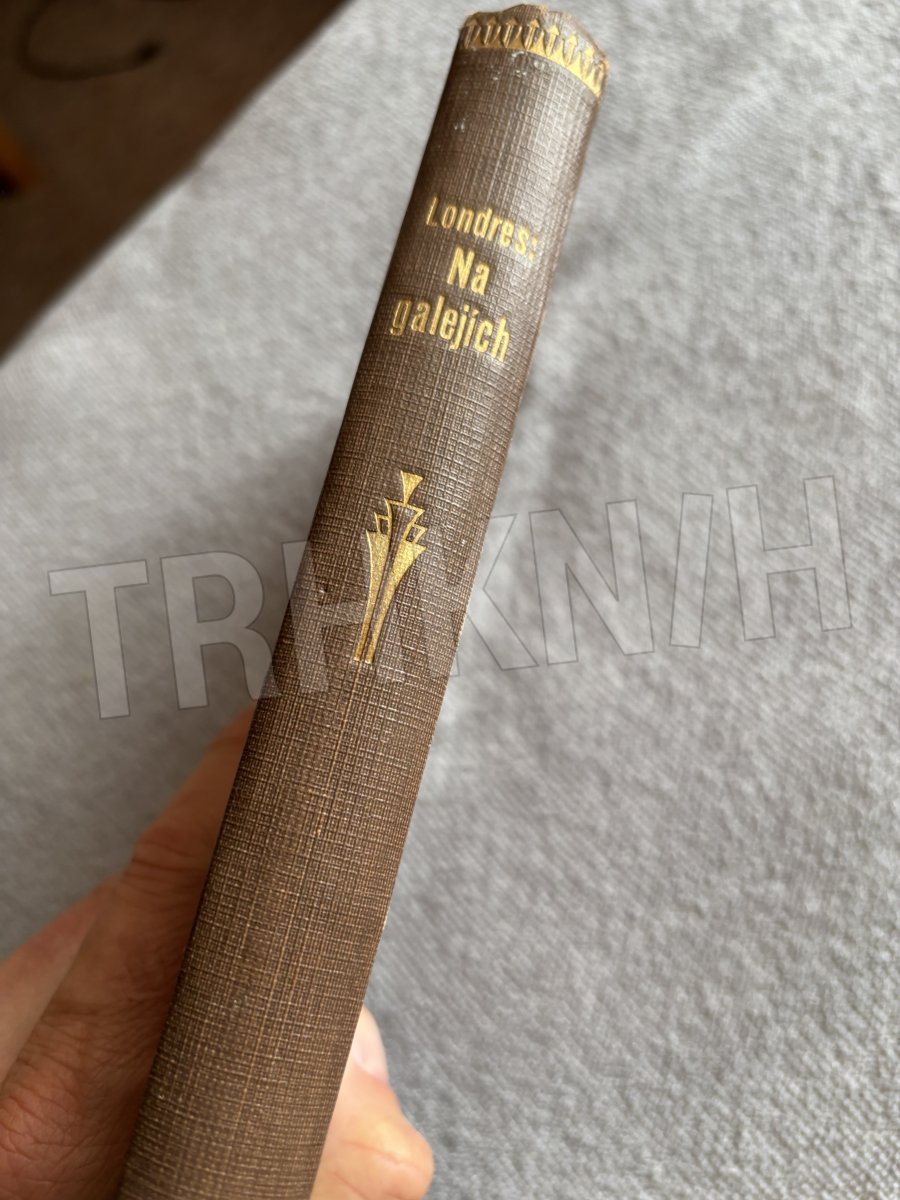 Londres:
Na
galejích
TRHKNIH